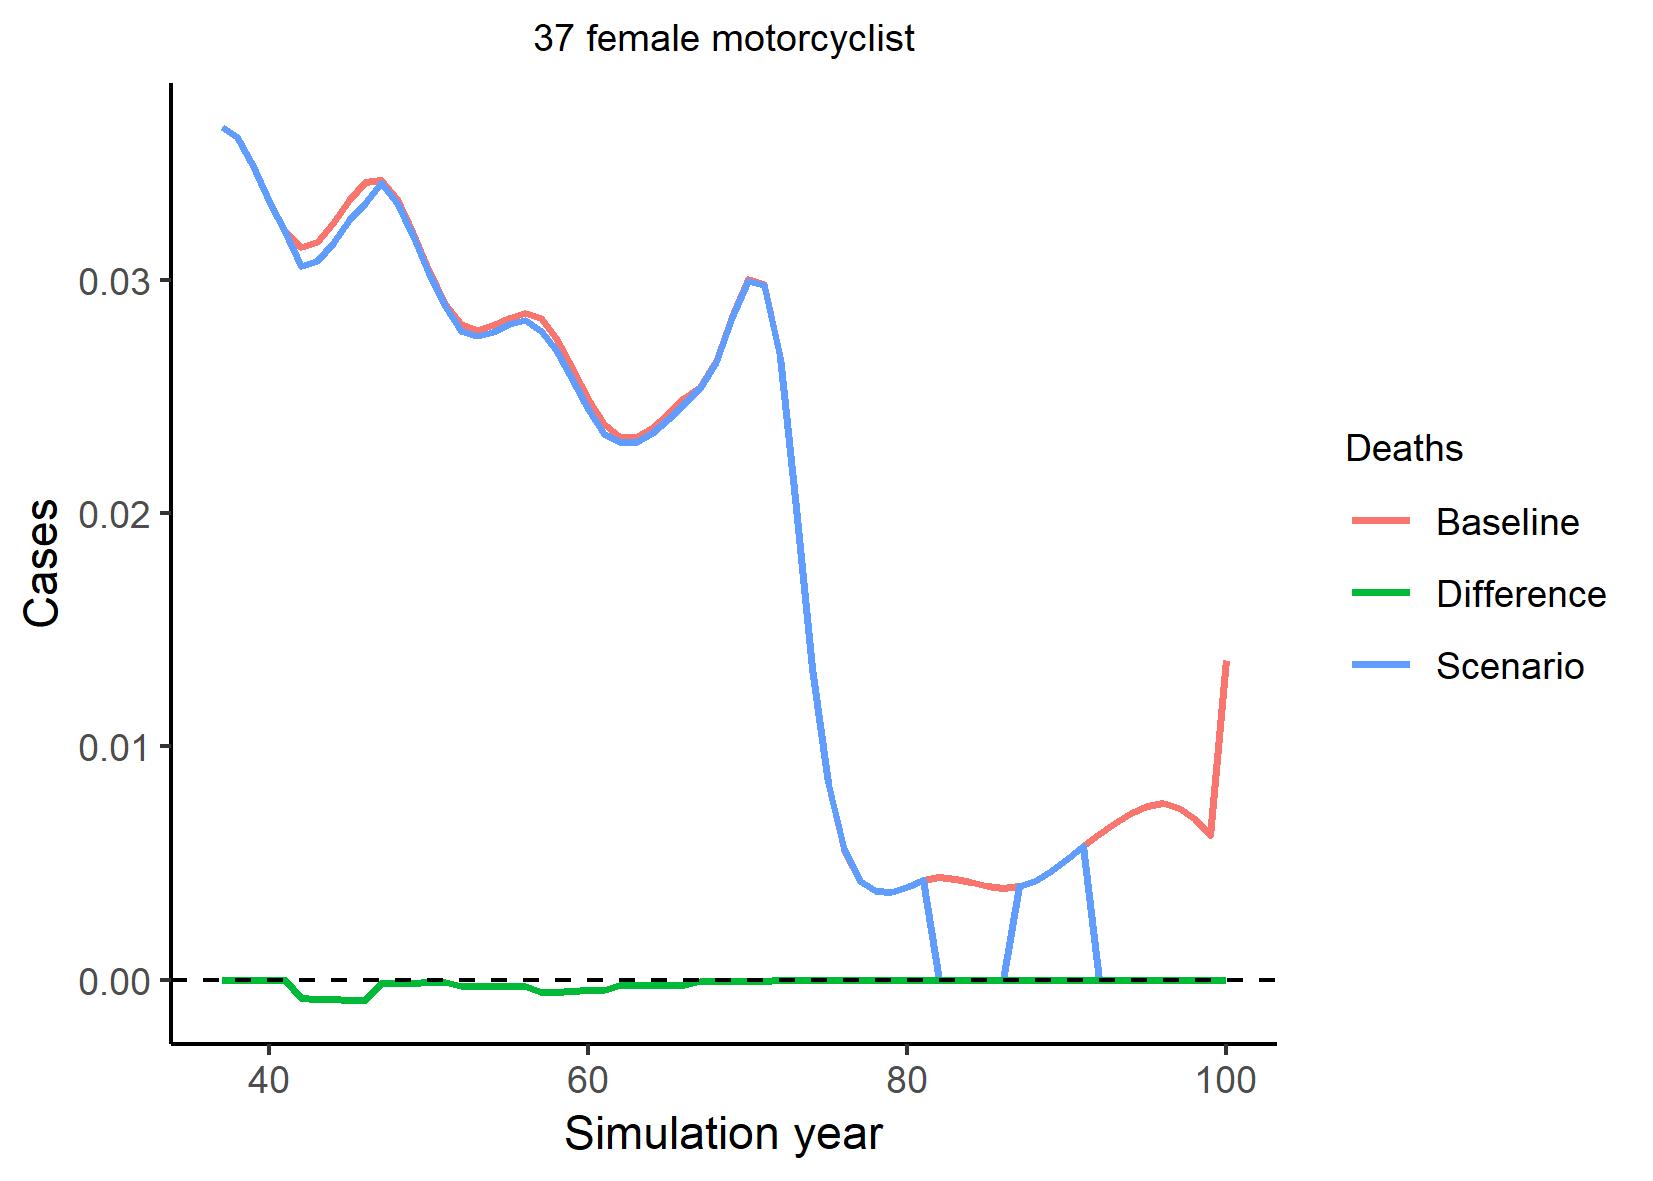 37 female motorcyclist
Cases
0.03
0.02
0.01
0.00
40 60 80 100
Simulation year
Deaths
Baseline
Difference
Scenario